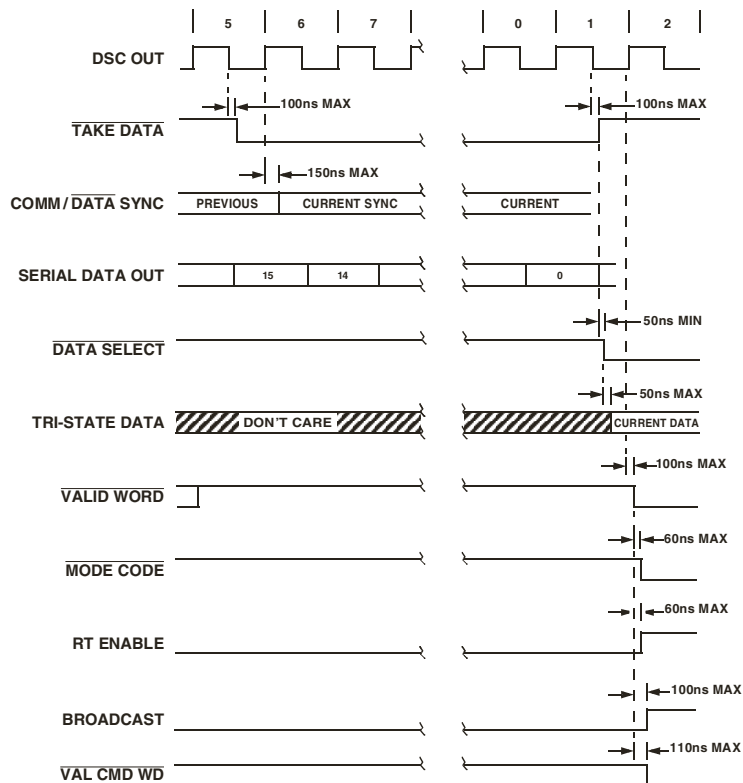 5 6 7 0 1 2
DSC OUT
100ns MAX 100ns MAX
TAKE DATA
150ns MAX
COMM/DATA SYNC PREVIOUS CURRENT SYNC CURRENT
SERIAL DATA OUT 15 14 0
50ns MIN
DATA SELECT
50ns MAX
TRI-STATE DATA DON'T CARE CURRENT DATA
100ns MAX
VALID WORD
60ns MAX
MODE CODE
60ns MAX
RT ENABLE
100ns MAX
BROADCAST
110ns MAX
VAL CMD WD